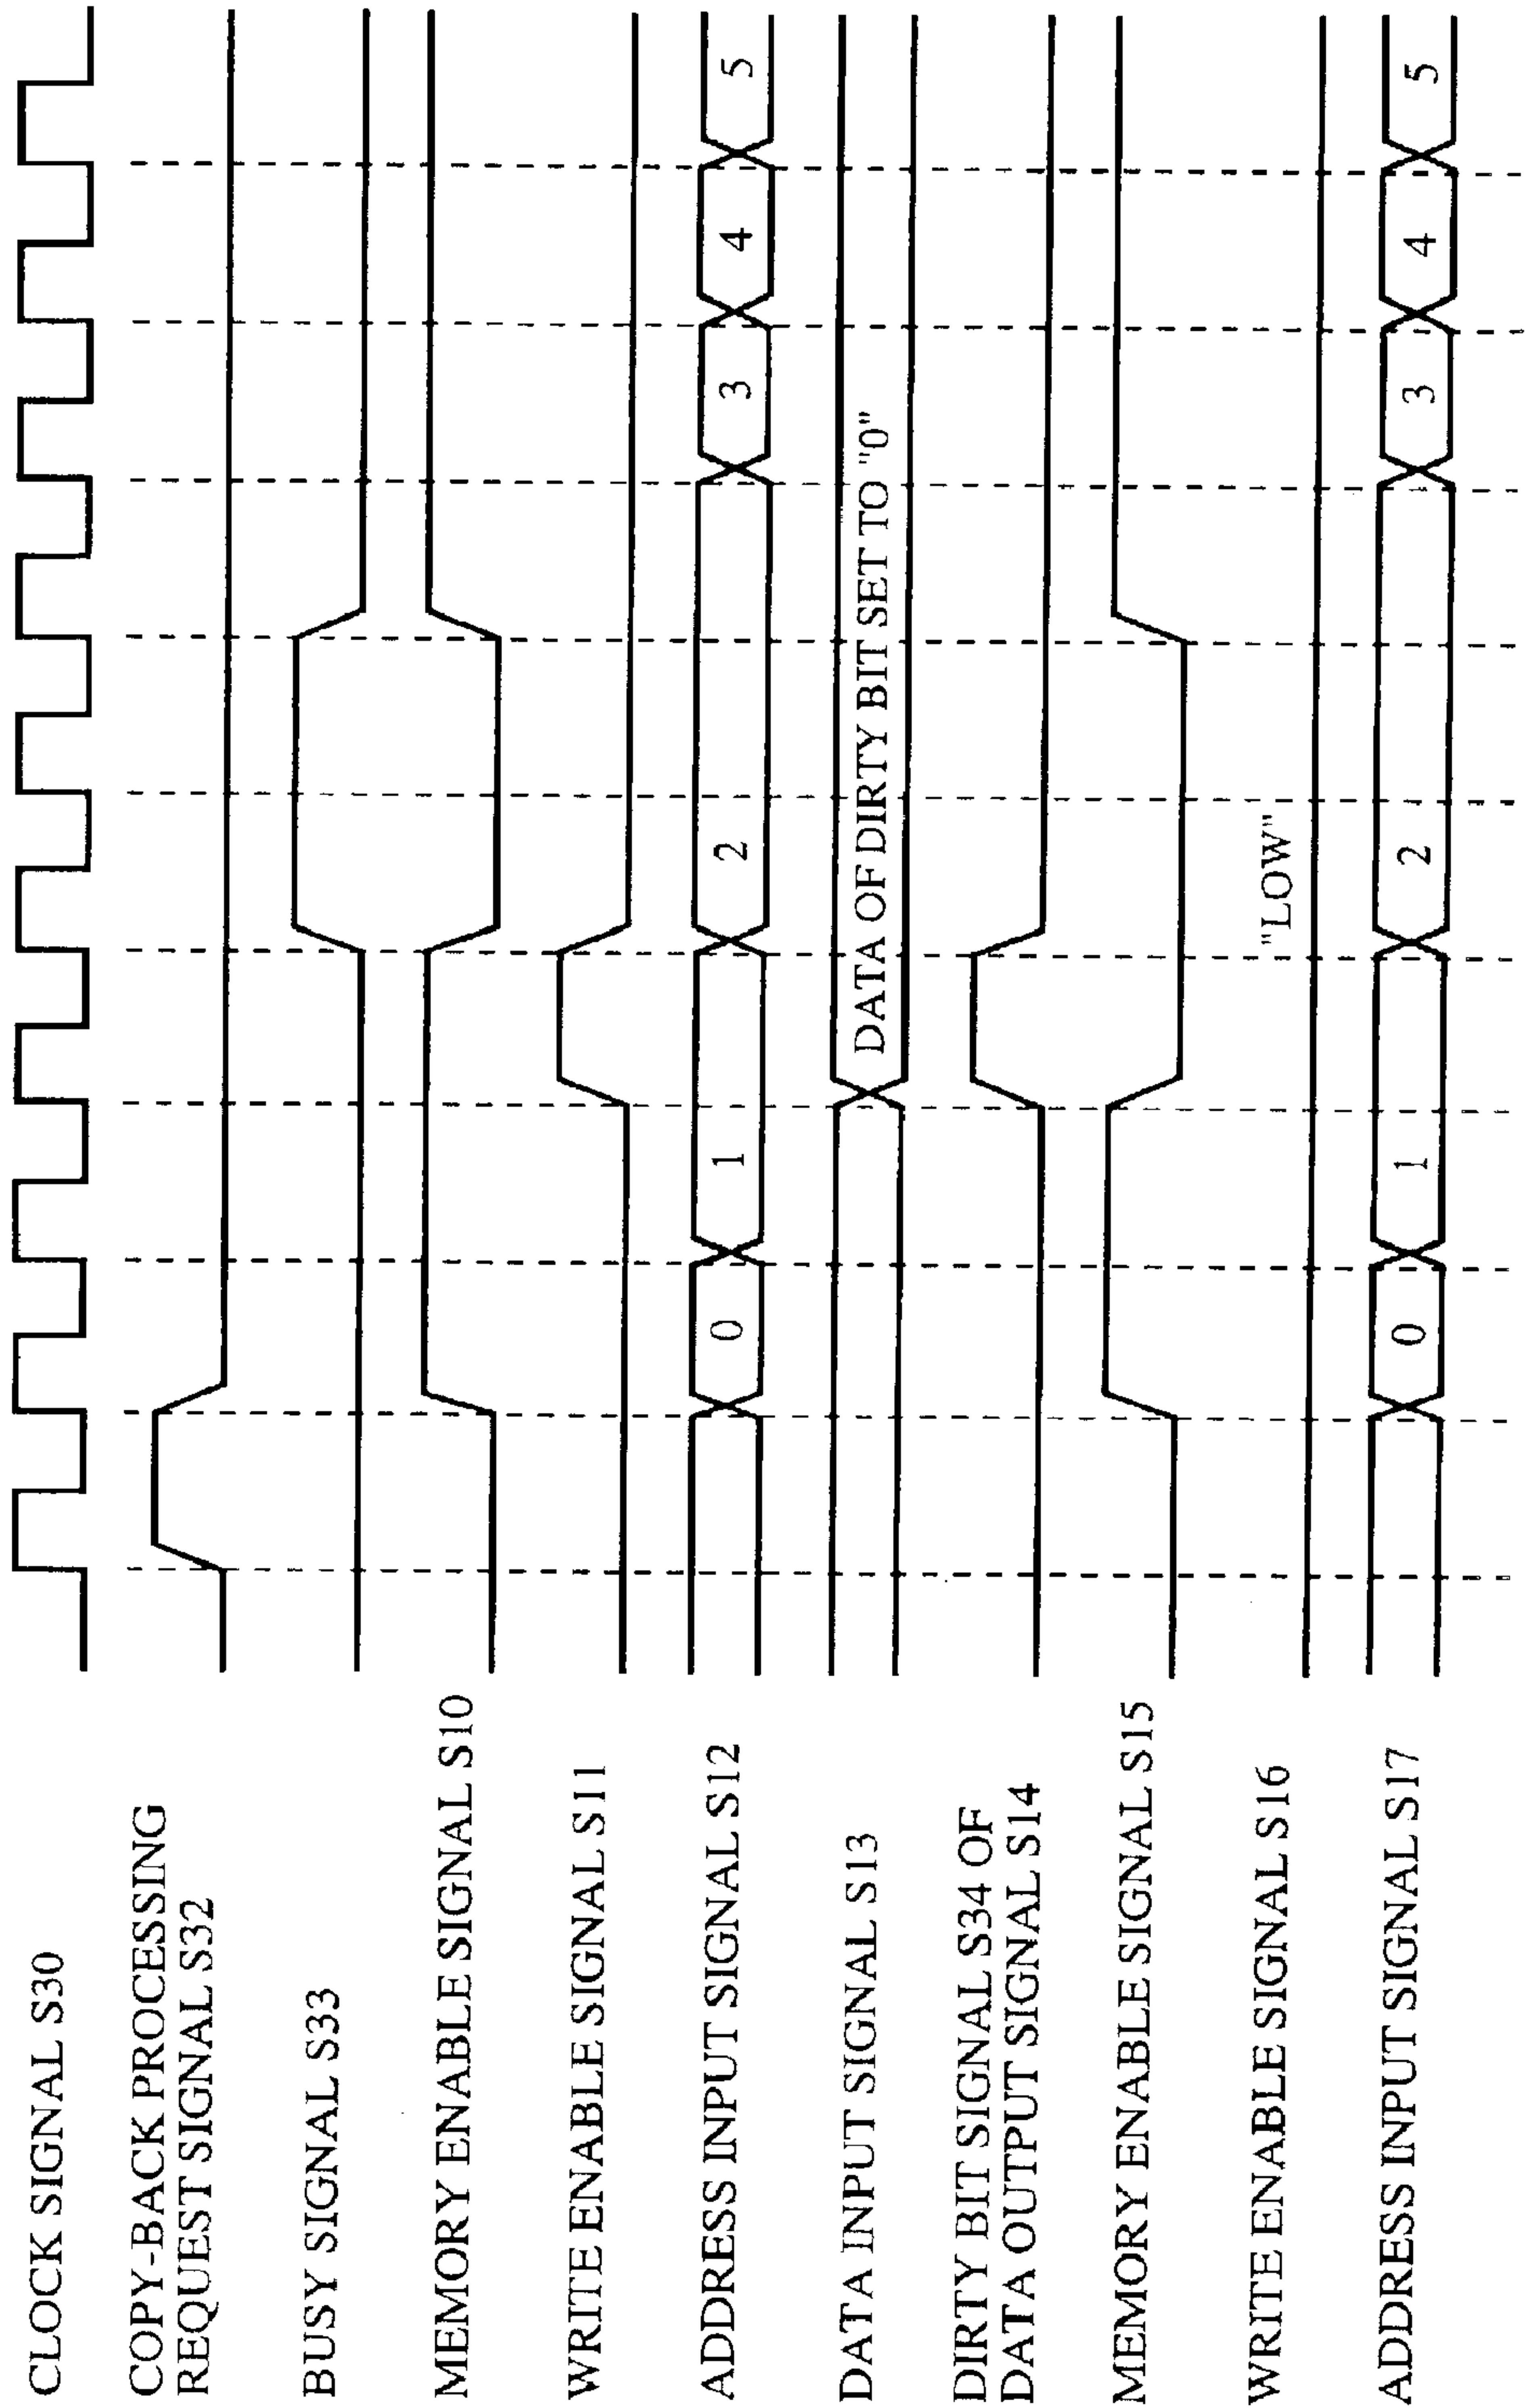 CLOCK SIGNAL S30
COPY-BACK PROCESSING
REQUEST SIGNAL S32
BUSY SIGNAL S33
MEMORY ENABLE SIGNAL S10
WRITE ENABLE SIGNAL S11
ADDRESS INPUT SIGNAL S12
0 1 2 3 4 5
DATA INPUT SIGNAL S13
DATA OF DIRTY BIT SET TO "0"
DIRTY BIT SIGNAL S34 OF
DATA OUTPUT SIGNAL S14
MEMORY ENABLE SIGNAL S15
WRITE ENABLE SIGNAL S16
"LOW"
ADDRESS INPUT SIGNAL S17
0 1 2 3 4 5